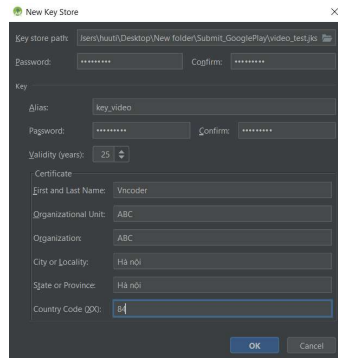 New Key Store
Key store path: Isers\huuti\Desktop\New folder\Submit_GooglePlay\video_test.jks
Password: ••••••••• Confirm: •••••••••
Key
Alias: key_video
Password: ••••••••• Confirm: •••••••••
Validity (years): 25
Certificate
First and Last Name: Vncoder
Organizational Unit: ABC
Organization: ABC
City or Locality: Hà nội
State or Province: Hà nội
Country Code (XX): 84
OK Cancel